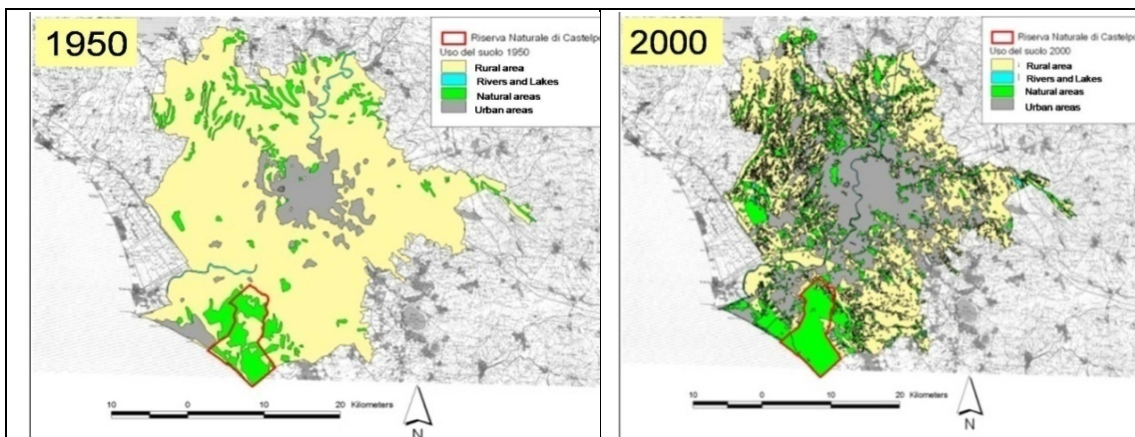 1950
Riserva Naturale di Castelpo
Uso del suolo 1950
Rural area
Rivers and Lakes
Natural areas
Urban areas
10 0 10 20 Kilometers
N
2000
Riserva Naturale di Castelpo
Uso del suolo 2000
Rural area
Rivers and Lakes
Natural areas
Urban areas
10 0 10 20 Kilometers
N